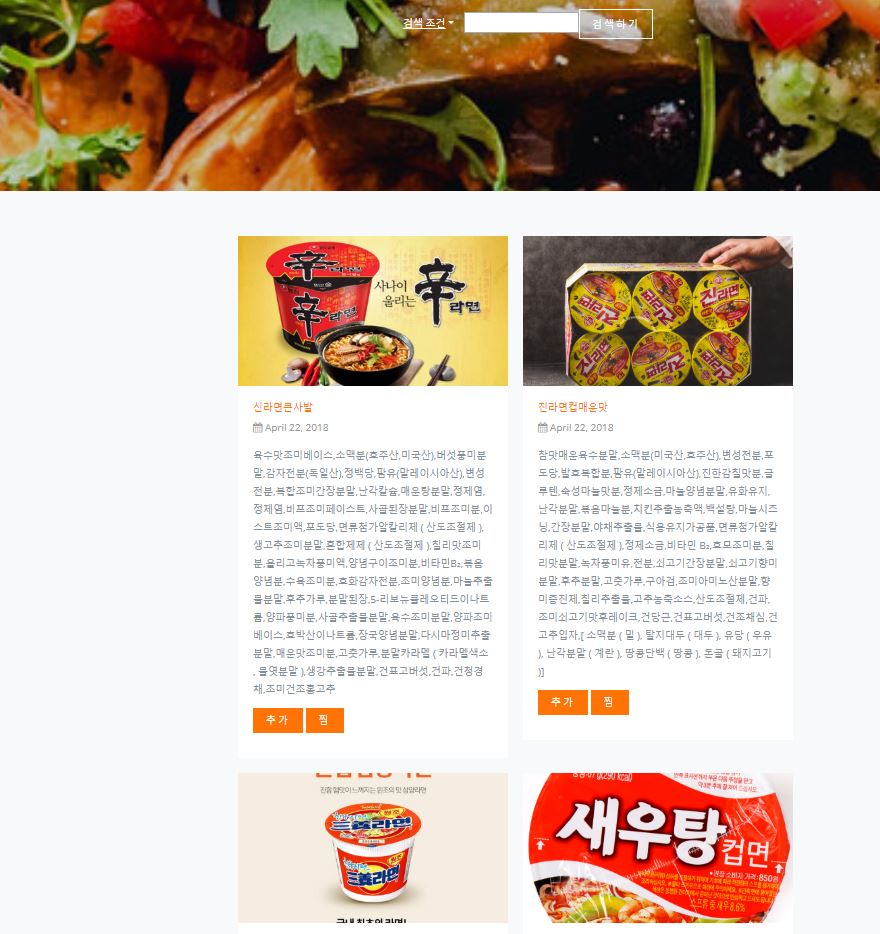 검색 조건
검색하기
사나이
울리는 辛라면
신라면큰사발
April 22, 2018
육수맛조미베이스,소맥분(호주산,미국산),버섯풍미분
말,감자전분(독일산),정백당,팜유(말레이시아산),변성
전분,복합조미간장분말,난각칼슘,매운탕분말,정제염,
정제염,비프조미페이스트,사골된장분말,비프조미분,이
스트조미액,포도당,면류첨가알칼리제 ( 산도조절제 ),
생고추조미분말,혼합제제 ( 산도조절제 ),칠리맛조미
분,올리고녹차풍미액,양념구이조미분,비타민B₂,볶음
양념분,수육조미분,호화감자전분,조미양념분,마늘추출
물분말,후추가루,분말된장,5-리보뉴클레오티드이나트
륨,양파풍미분,사골추출물분말,육수조미분말,양파조미
베이스,호박산이나트륨,장국양념분말,다시마정미추출
분말,매운맛조미분,고춧가루,분말카라멜 ( 카라멜색소
, 물엿분말 ),생강추출물분말,건표고버섯,건파,건청경
채,조미건조홍고추
추가 찜
진라면컵매운맛
April 22, 2018
참맛매운육수분말,소맥분(미국산,호주산),변성전분,포
도당,발효복합분,팜유(말레이시아산),진한감칠맛분,글
루텐,숙성마늘맛분,정제소금,마늘양념분말,유화유지,
난각분말,볶음마늘분,치킨추출농축액,백설탕,마늘시즈
닝,간장분말,야채추출물,식용유지가공품,면류첨가알칼
리제 ( 산도조절제 ),정제소금,비타민 B₂,효모조미분,칠
리맛분말,녹차풍미유,전분,쇠고기간장분말,쇠고기향미
분말,후추분말,고춧가루,구아검,조미아미노산분말,향
미증진제,칠리추출물,고추농축소스,산도조절제,건파,
조미쇠고기맛후레이크,건당근,건표고버섯,건조채심,건
고추입자,[ 소맥분 ( 밀 ), 탈지대두 ( 대두 ), 유당 ( 우유
), 난각분말 ( 계란 ), 땅콩단백 ( 땅콩 ), 돈골 ( 돼지고기
)]
추가 찜
진한 햄맛이 느껴지는 원조의 맛 삼양라면
삼양라면
삼양라면
국내 최초의 라면!
새우탕
컵면